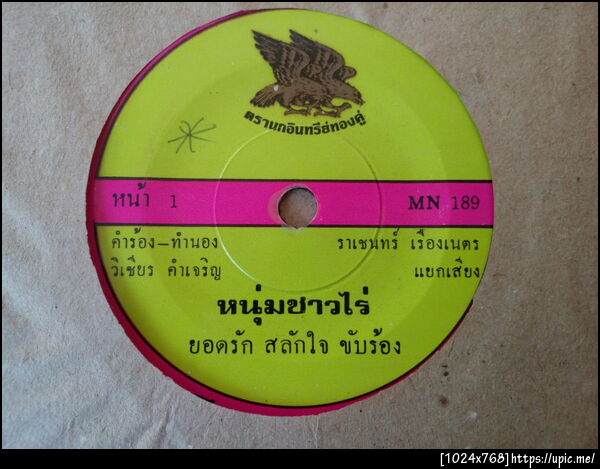 ตรานกอินทรีย์ทองคู่
หน้า 1 MN 189
คำร้อง–ทำนอง ราเชนทร์ เรืองเนตร
วิเชียร คำเจริญ แยกเสียง
หนุ่มชาวไร่
ยอดรัก สลักใจ ขับร้อง
[1024x768]https://upic.me/